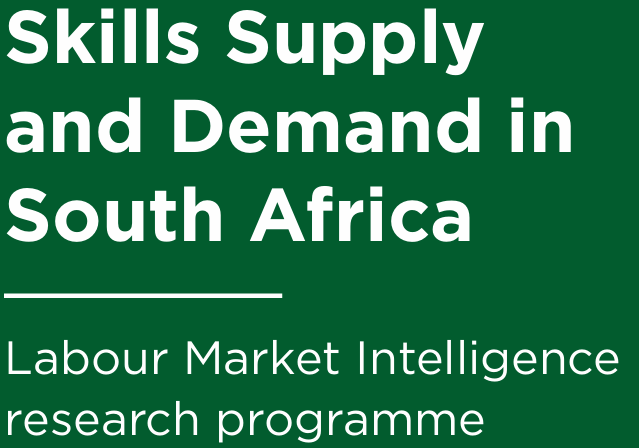 Skills Supply
and Demand in
South Africa
Labour Market Intelligence
research programme